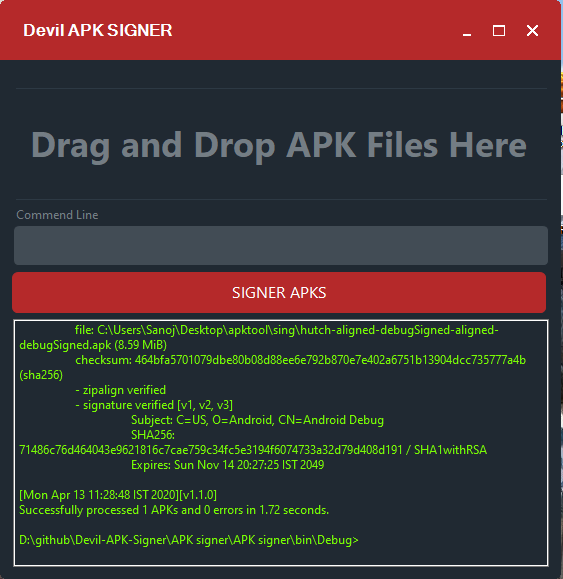 Devil APK SIGNER
Drag and Drop APK Files Here
Commend Line
SIGNER APKS
file: C:\Users\Sanoj\Desktop\apktool\sing\hutch-aligned-debugSigned-aligned-
debugSigned.apk (8.59 MiB)
checksum: 464bfa5701079dbe80b08d88ee6e792b870e7e402a6751b13904dcc735777a4b
(sha256)
- zipalign verified
- signature verified [v1, v2, v3]
Subject: C=US, O=Android, CN=Android Debug
SHA256:
71486c76d464043e9621816c7cae759c34fc5e3194f6074733a32d79d408d191 / SHA1withRSA
Expires: Sun Nov 14 20:27:25 IST 2049
[Mon Apr 13 11:28:48 IST 2020][v1.1.0]
Successfully processed 1 APKs and 0 errors in 1.72 seconds.
D:\github\Devil-APK-Signer\APK signer\APK signer\bin\Debug>